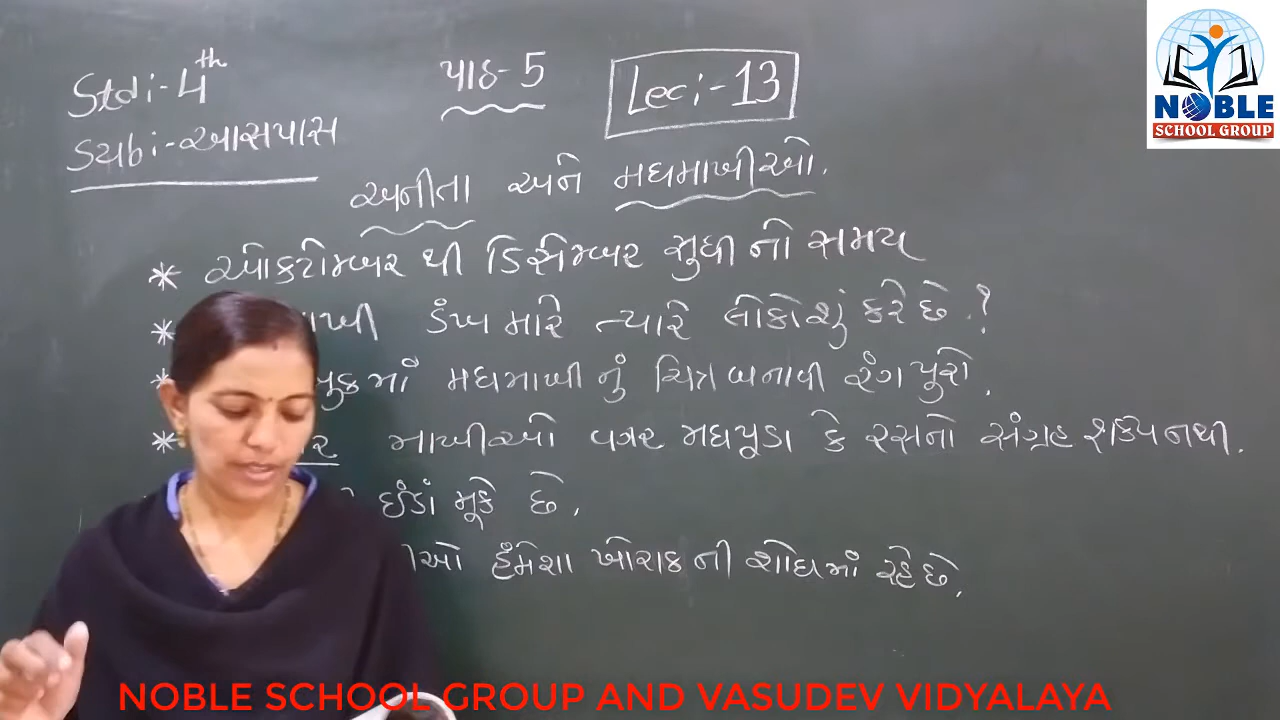 Std:- 4th
પાઠ- 5
Lec:- 13
NOBLE
SCHOOL GROUP
Sub:- આસપાસ
અનીતા અને મધમાખીઓ.
* ઓક્ટોમ્બર થી ડિસેમ્બર સુધી નો સમય
* ડંખ મારે ત્યારે લોકો શું કરે છે.?
* માં મધમાખી નું ચિત્ર બનાવી રંગ પુરો.
* માખીઓ વગર મધપૂડા કે રસનો સંગ્રહ શક્ય નથી.
ઈંડાં મૂકે છે.
હંમેશા ખોરાક ની શોધમાં રહે છે.
NOBLE SCHOOL GROUP AND VASUDEV VIDYALAYA